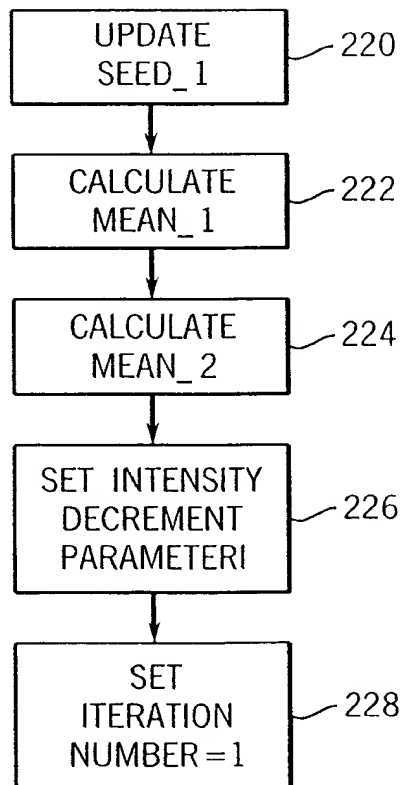 UPDATE
SEED_1
220
CALCULATE
MEAN_1
222
CALCULATE
MEAN_2
224
SET INTENSITY
DECREMENT
PARAMETERI
226
SET
ITERATION
NUMBER=1
228